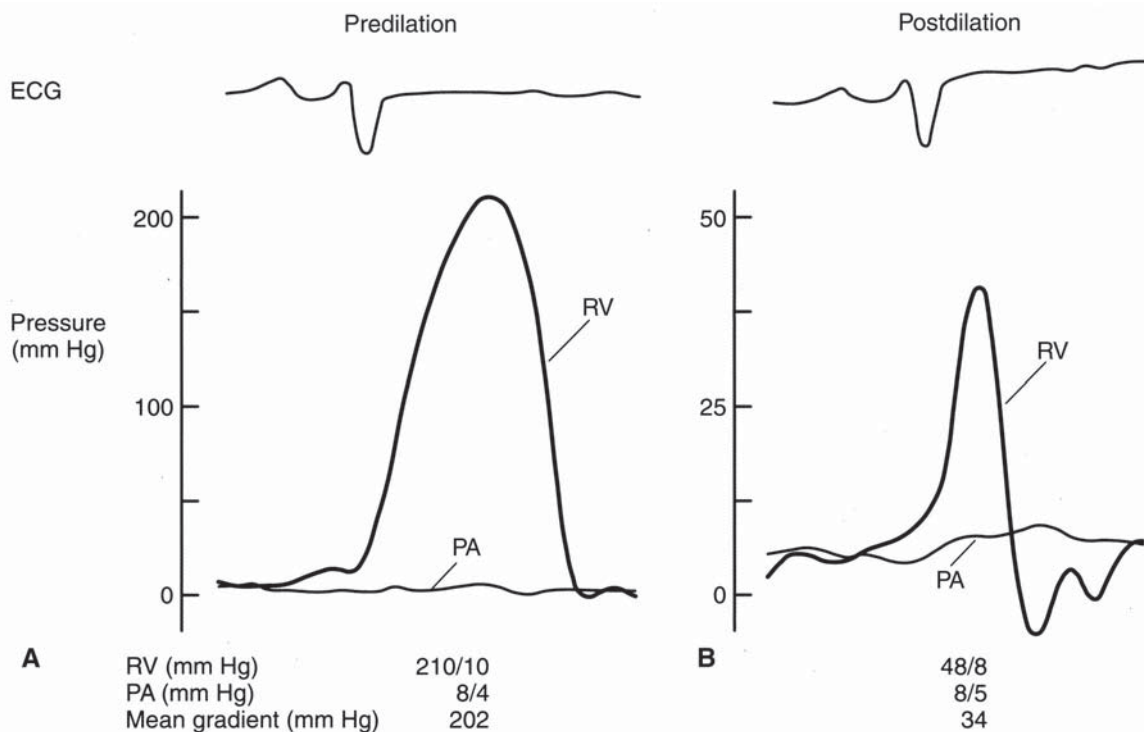 Predilation
Postdilation
ECG
200
100
0
Pressure
(mm Hg)
RV
PA
50
25
0
RV
PA
A
RV (mm Hg) 210/10
PA (mm Hg) 8/4
Mean gradient (mm Hg) 202
B
48/8
8/5
34